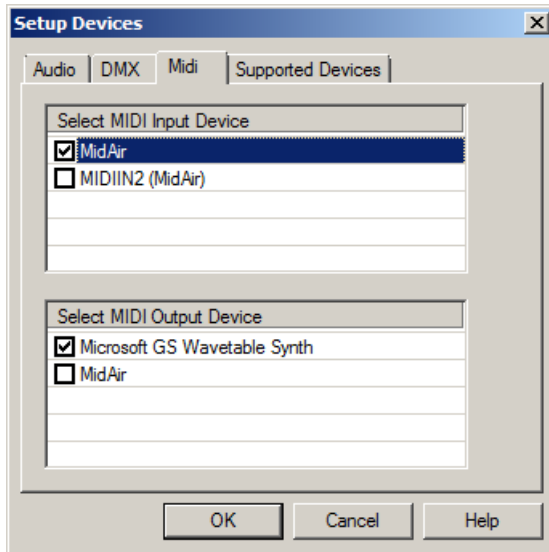 Setup Devices
Audio DMX Midi Supported Devices
Select MIDI Input Device
MidAir
MIDIIN2 (MidAir)
Select MIDI Output Device
Microsoft GS Wavetable Synth
MidAir
OK Cancel Help